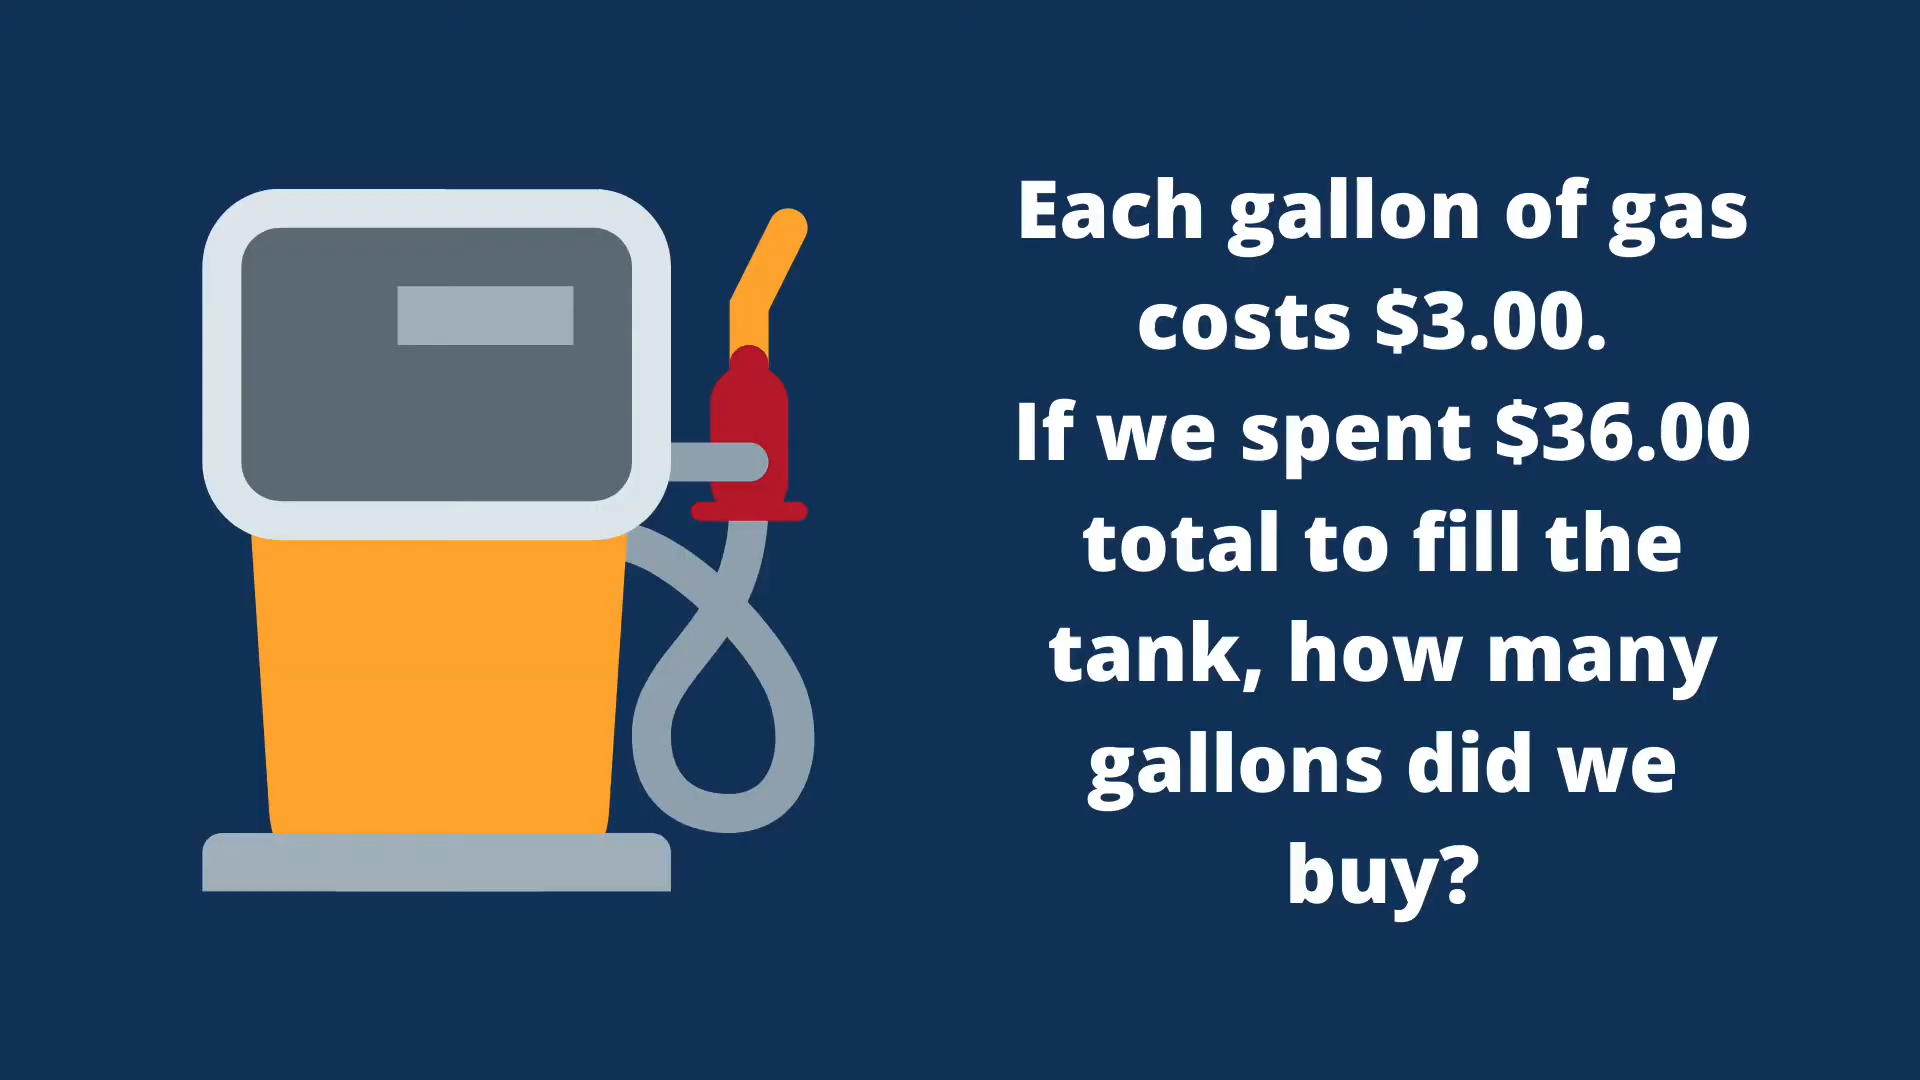 Each gallon of gas
costs $3.00.
If we spent $36.00
total to fill the
tank, how many
gallons did we
buy?